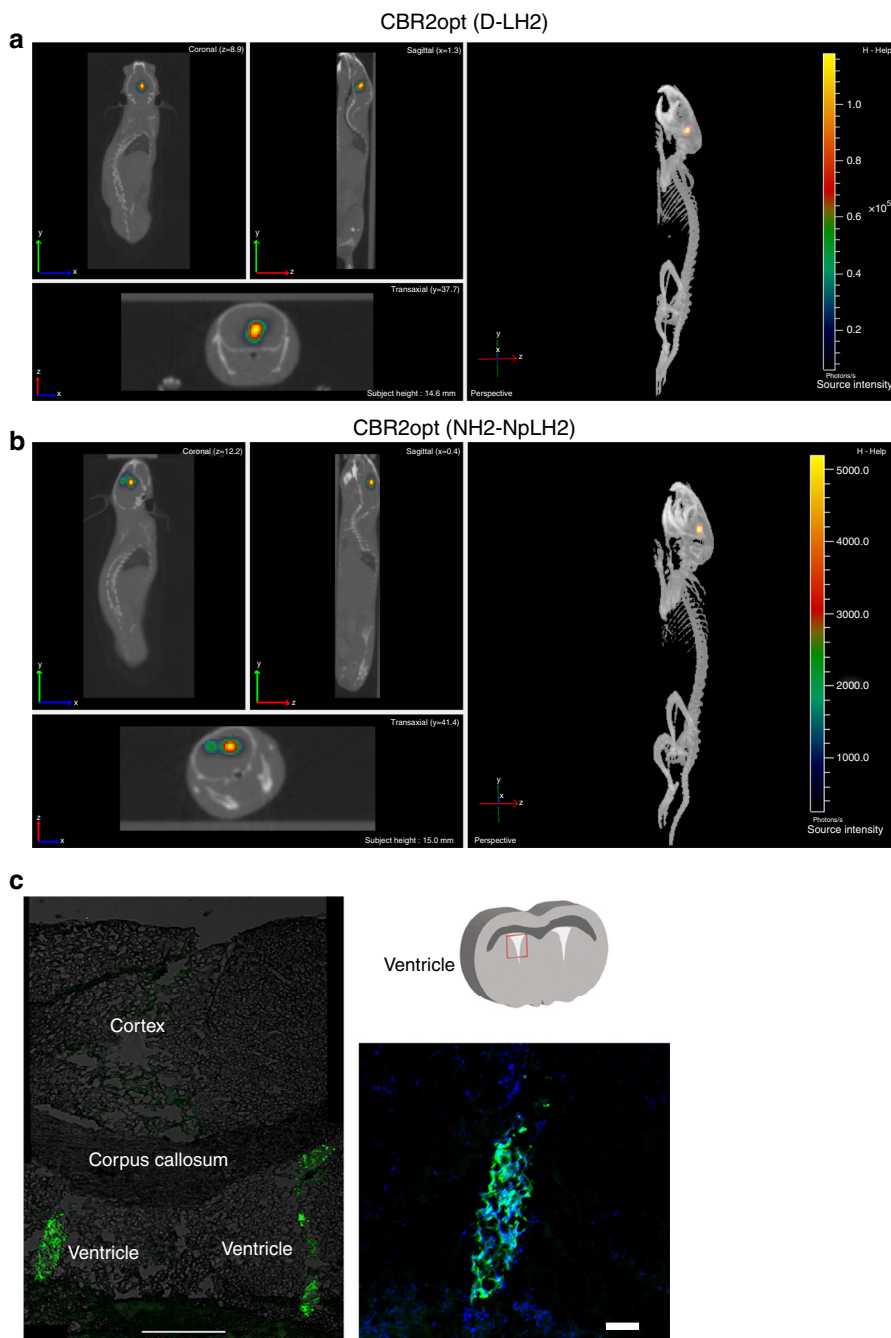 CBR2opt (D-LH2)
a
Coronal (z=8.9)
y
x
Sagittal (x=1.3)
y
z
Transaxial (y=37.7)
z
x
Subject height : 14.6 mm
H - Help
1.0
0.8
×10⁵
0.6
0.4
0.2
Photons/s
Source intensity
y
x
z
Perspective
CBR2opt (NH2-NpLH2)
b
Coronal (z=12.2)
y
x
Sagittal (x=0.4)
y
z
Transaxial (y=41.4)
z
x
Subject height : 15.0 mm
H - Help
5000.0
4000.0
3000.0
2000.0
1000.0
Photons/s
Source intensity
y
x
z
Perspective
c
Cortex
Corpus callosum
Ventricle
Ventricle
Ventricle